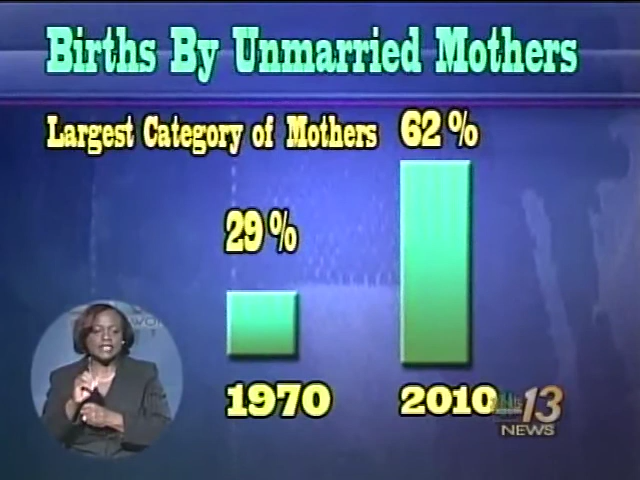 Births By Unmarried Mothers
Largest Category of Mothers 62%
29%
1970 2010
13
NEWS